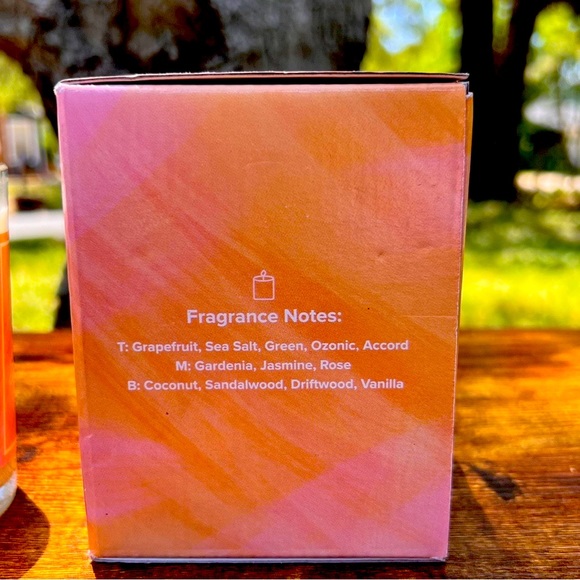 Fragrance Notes:
T: Grapefruit, Sea Salt, Green, Ozonic, Accord
M: Gardenia, Jasmine, Rose
B: Coconut, Sandalwood, Driftwood, Vanilla